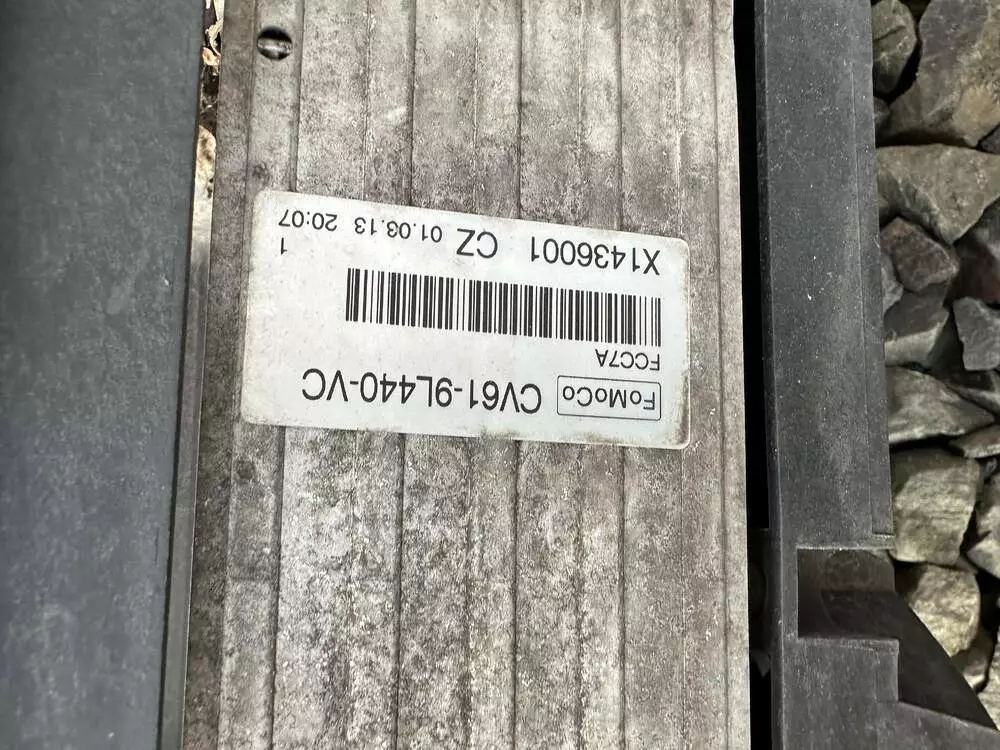 FoMoCo CV61-9L440-VC
FCC7A
1
X1436001 CZ 01.03.13 20:07